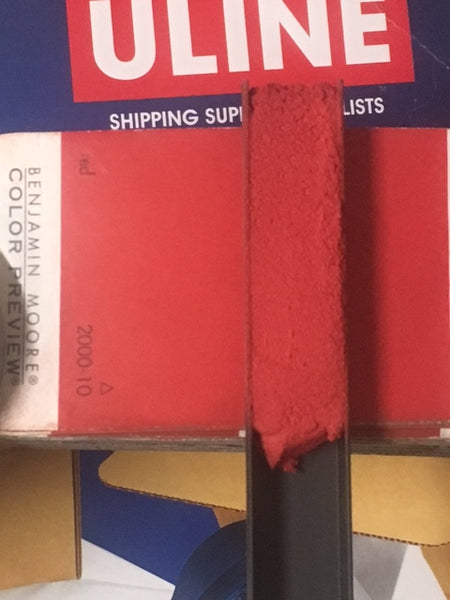 ULINE
SHIPPING SUP LISTS
red
BENJAMIN MOORE®
COLOR PREVIEW®
2000-10